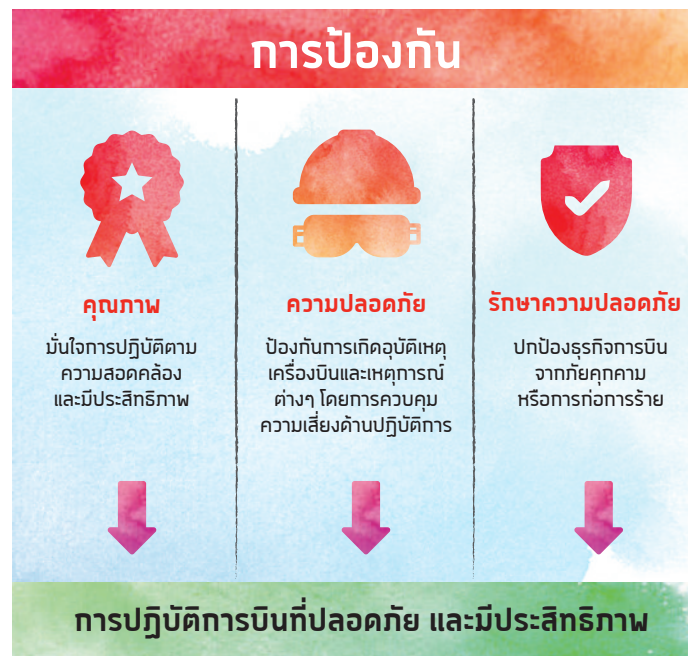 การป้องกัน
คุณภาพ
มั่นใจการปฏิบัติตาม
ความสอดคล้อง
และมีประสิทธิภาพ
ความปลอดภัย
ป้องกันการเกิดอุบัติเหตุ
เครื่องบินและเหตุการณ์
ต่างๆ โดยการควบคุม
ความเสี่ยงด้านปฏิบัติการ
รักษาความปลอดภัย
ปกป้องธุรกิจการบิน
จากภัยคุกคาม
หรือการก่อการร้าย
การปฏิบัติการบินที่ปลอดภัย และมีประสิทธิภาพ